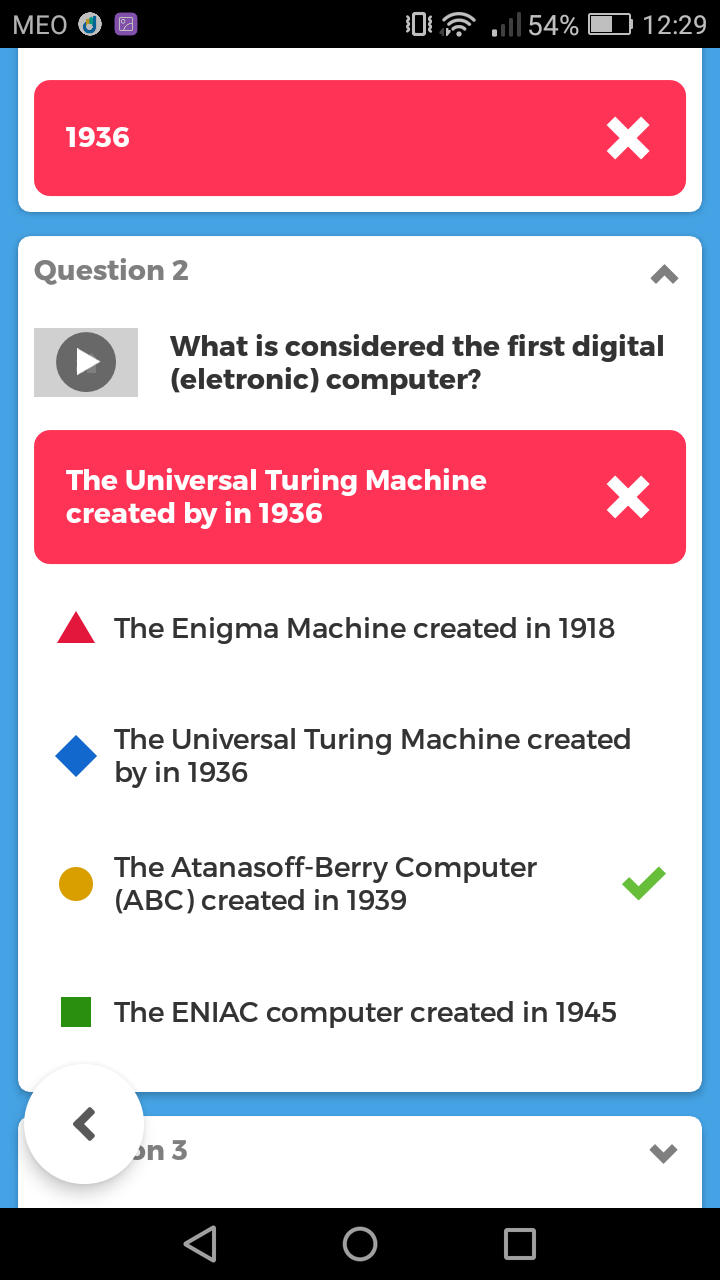 MEO 54% 12:29
1936
Question 2
What is considered the first digital
(eletronic) computer?
The Universal Turing Machine
created by in 1936
The Enigma Machine created in 1918
The Universal Turing Machine created
by in 1936
The Atanasoff-Berry Computer
(ABC) created in 1939
The ENIAC computer created in 1945
on 3